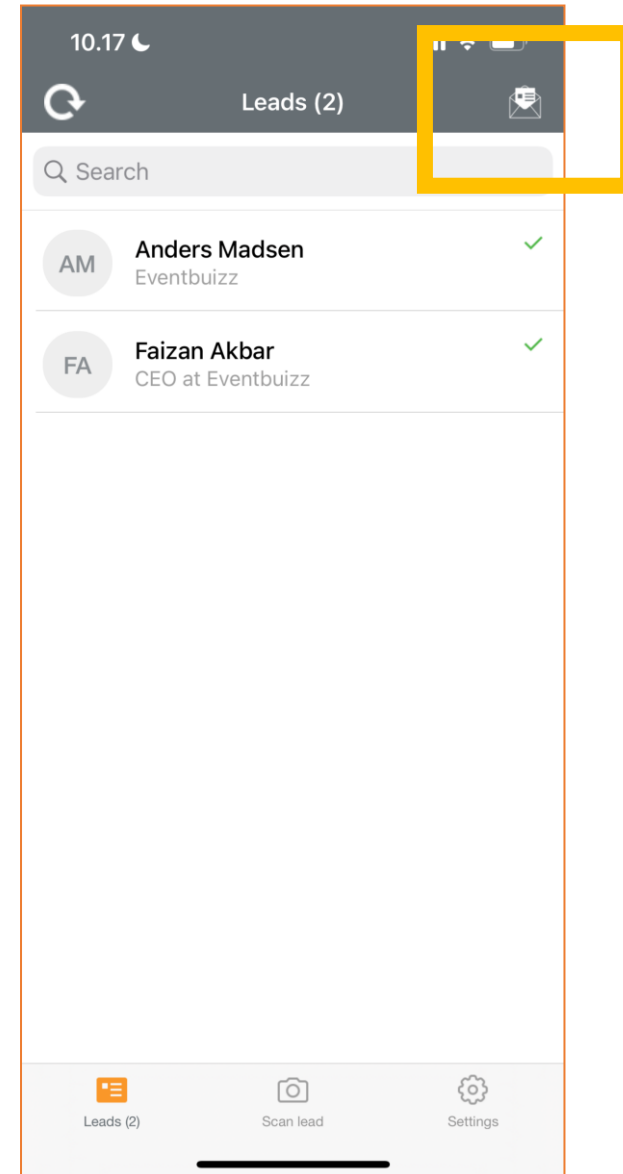 10.17
Leads (2)
Search
AM
Anders Madsen
Eventbuizz
FA
Faizan Akbar
CEO at Eventbuizz
Leads (2)
Scan lead
Settings